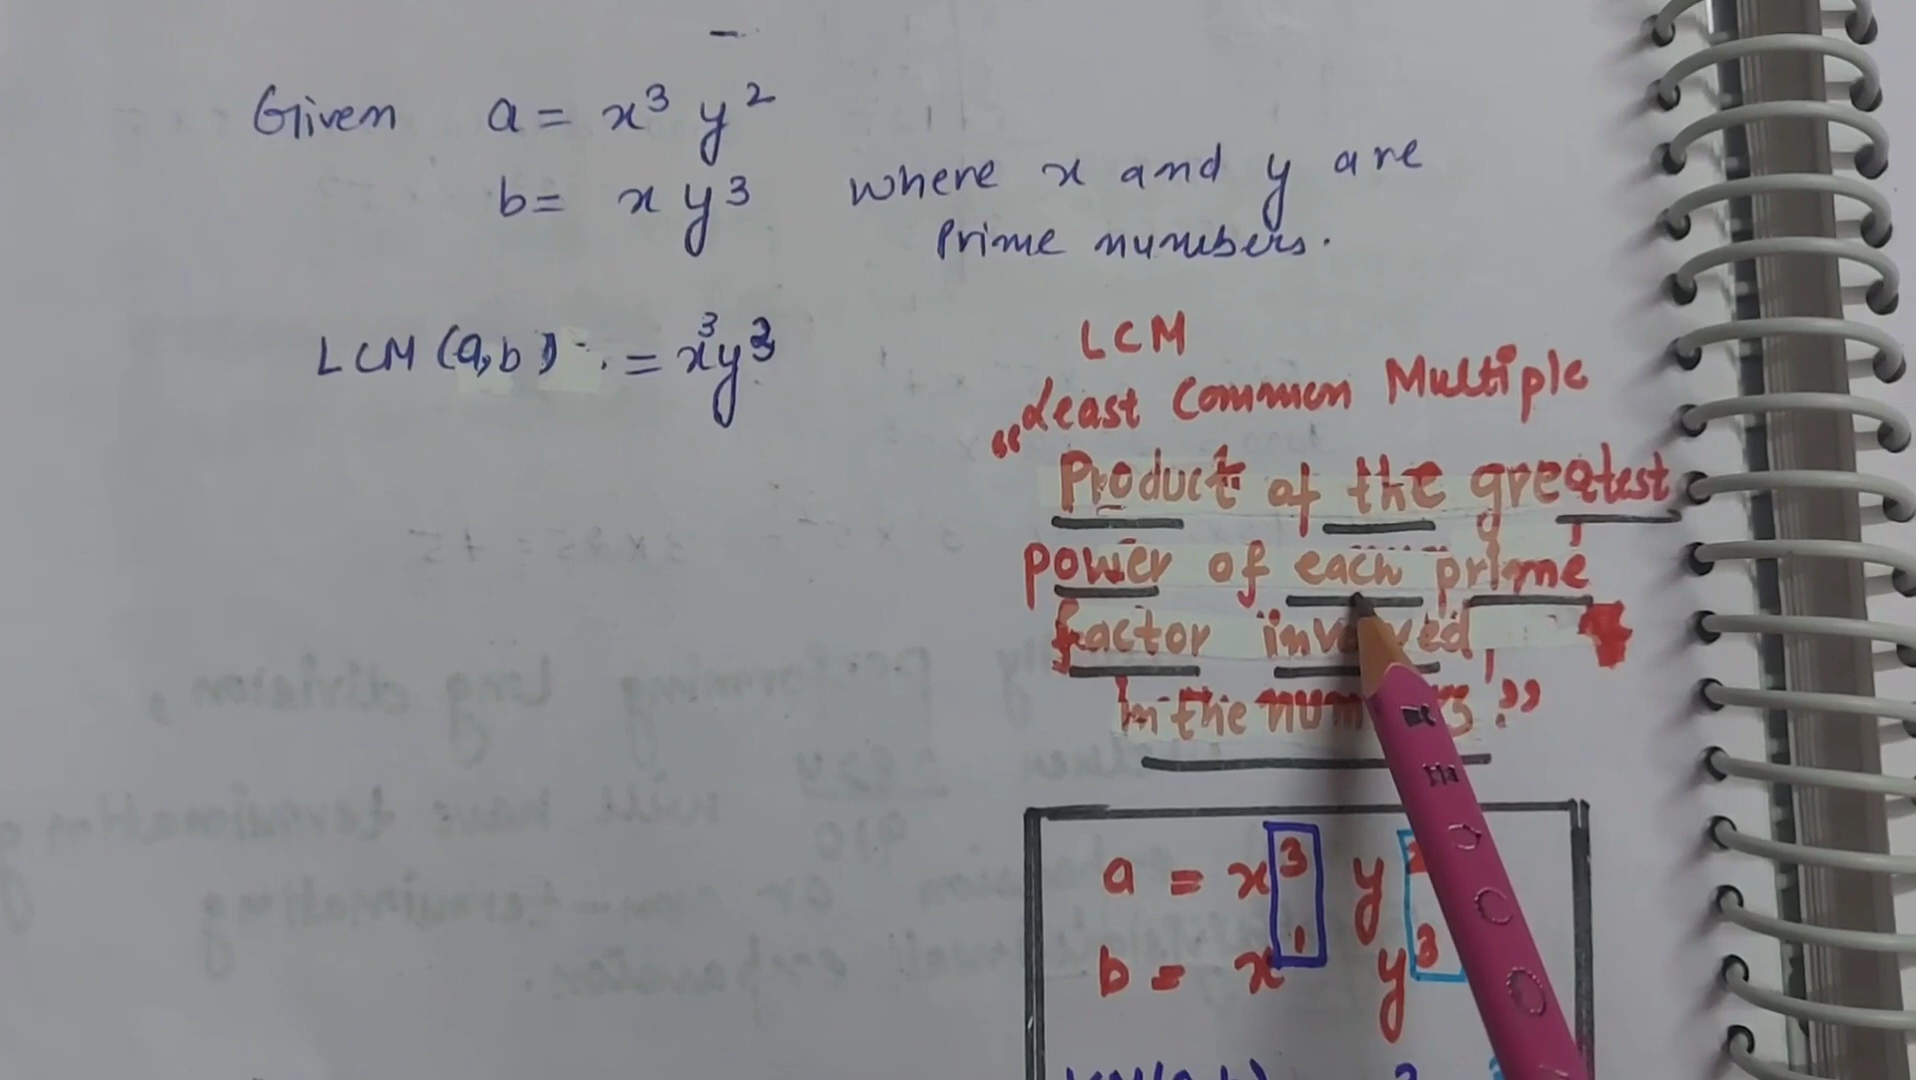 Given a = x³ y²
b = x y³ where x and y are
Prime numbers.
LCM (a,b) = x³y³
LCM
Least Common Multiple
“Product of the greatest
power of each prime
factor involved,
in the numbers.”
a = x³ y
b = x¹ y³